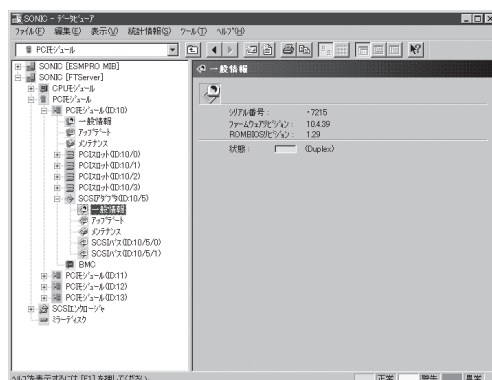 SONIC - ﾃﾞｰﾀﾋﾞｭｰｱ
ファイル(F) 編集(E) 表示(V) 統計情報(S) ツール(T) ヘルプ(H)
PCIモジュール
SONIC [ESMPRO MIB]
SONIC [FTServer]
CPUモジュール
PCIモジュール
PCIモジュール(ID:10)
一般情報
アップデート
メンテナンス
PCIスロット(ID:10/0)
PCIスロット(ID:10/1)
PCIスロット(ID:10/2)
PCIスロット(ID:10/3)
SCSIアダプタ(ID:10/5)
一般情報
アップデート
メンテナンス
SCSIバス(ID:10/5/0)
SCSIバス(ID:10/5/1)
BMC
PCIモジュール(ID:11)
PCIモジュール(ID:12)
PCIモジュール(ID:13)
SCSIエンクロージャ
ミラーディスク
一般情報
シリアル番号 : -7215
ファームウェアリビジョン : 10.4.39
ROMBIOSリビジョン : 1.29
状態 : (Duplex)
ヘルプを表示するには [F1] を押してください。
正常 警告 異常